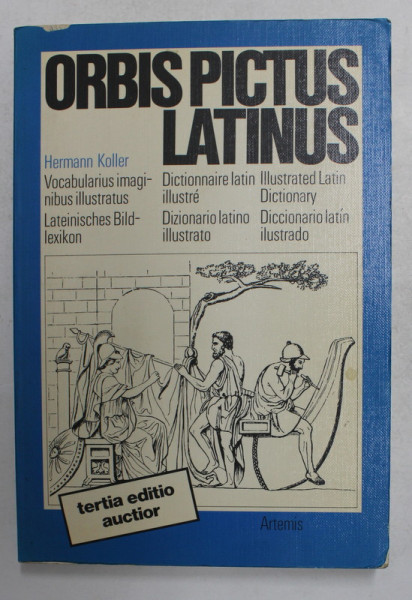 ORBIS PICTUS
LATINUS
Hermann Koller
Vocabularius imagi-
nibus illustratus
Lateinisches Bild-
lexikon
Dictionnaire latin
illustré
Dizionario latino
illustrato
Illustrated Latin
Dictionary
Diccionario latín
ilustrado
tertia editio
auctior
Artemis